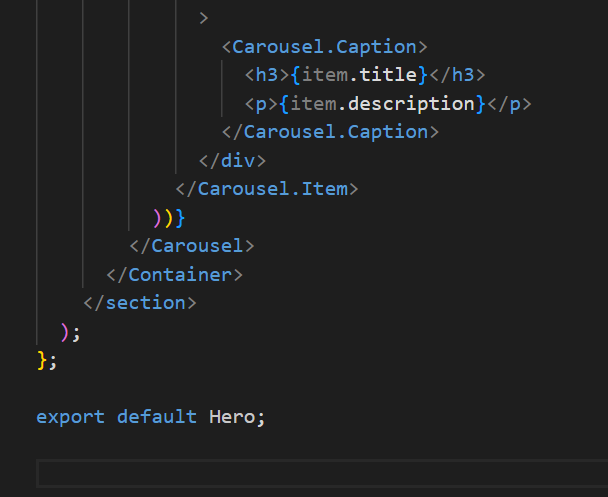 >
<Carousel.Caption>
<h3>{item.title}</h3>
<p>{item.description}</p>
</Carousel.Caption>
</div>
</Carousel.Item>
))}
</Carousel>
</Container>
</section>
);
};
export default Hero;